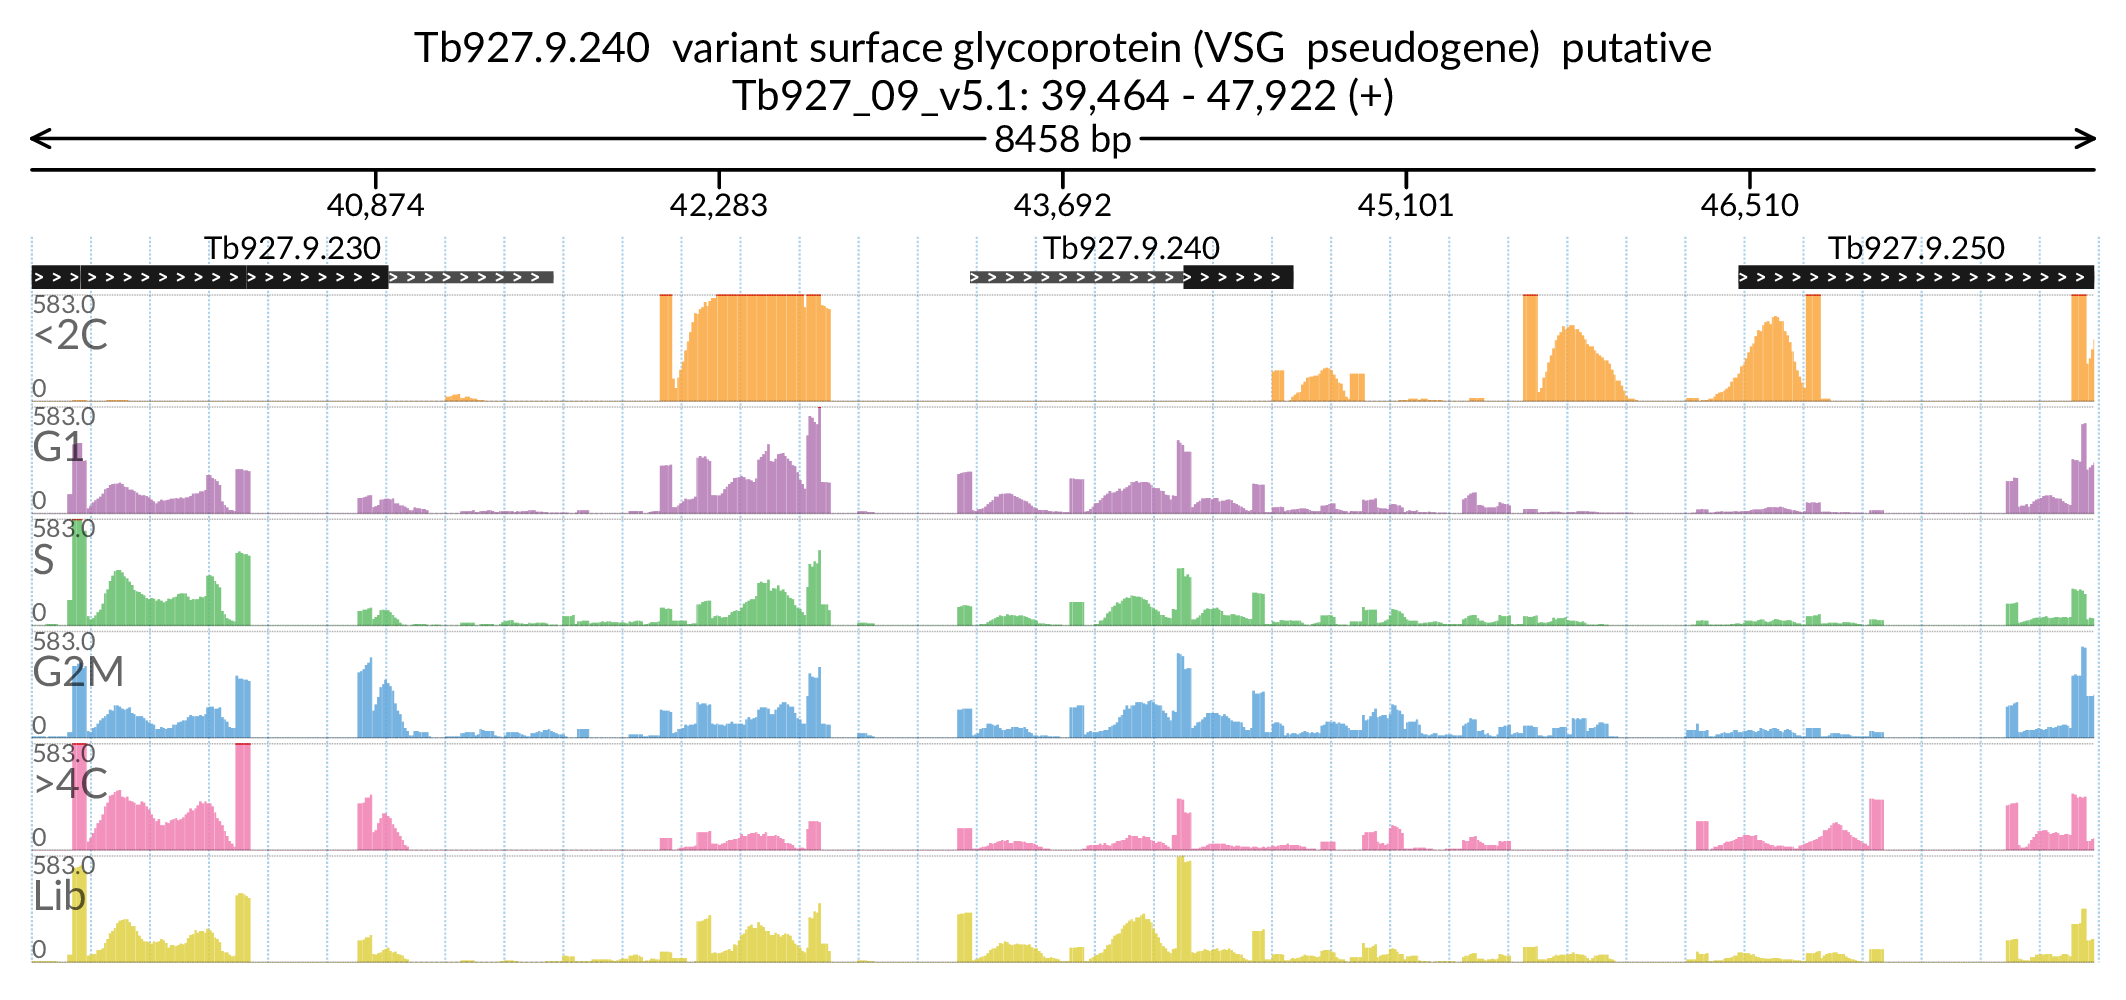 Tb927.9.240  variant surface glycoprotein (VSG  pseudogene)  putative
Tb927_09_v5.1: 39,464 - 47,922 (+)
8458 bp
40,874 42,283 43,692 45,101 46,510
Tb927.9.230 Tb927.9.240 Tb927.9.250
583.0
<2C
0
583.0
G1
0
583.0
S
0
583.0
G2M
0
583.0
>4C
0
583.0
Lib
0